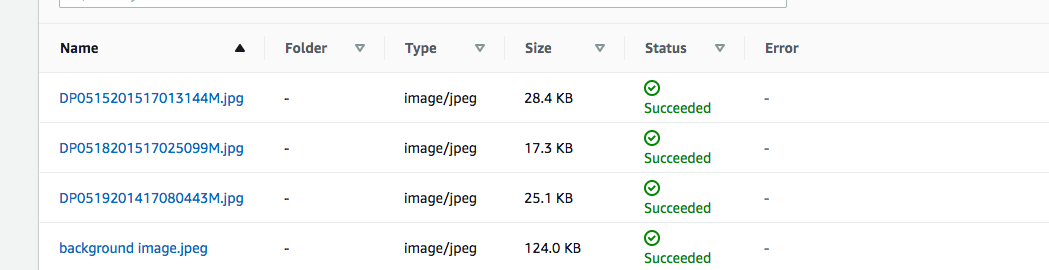 Name Folder Type Size Status Error
DP0515201517013144M.jpg - image/jpeg 28.4 KB Succeeded -
DP0518201517025099M.jpg - image/jpeg 17.3 KB Succeeded -
DP0519201417080443M.jpg - image/jpeg 25.1 KB Succeeded -
background image.jpeg - image/jpeg 124.0 KB Succeeded -